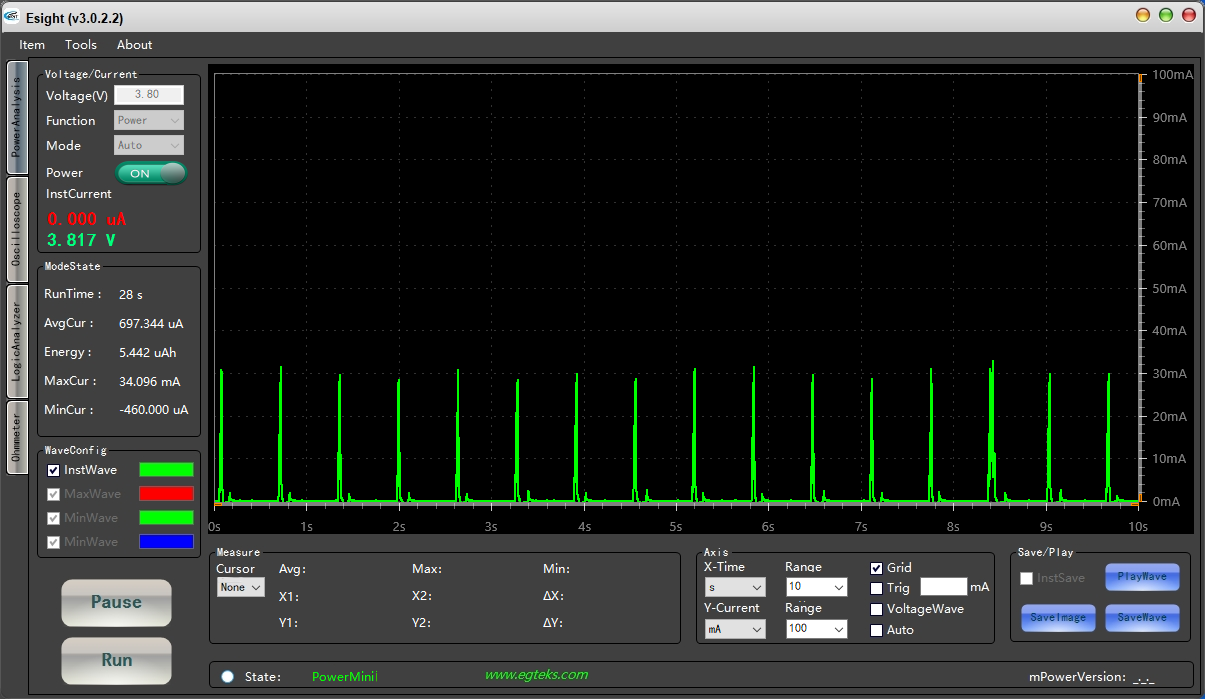 Esight (v3.0.2.2)
Item Tools About
PowerAnalysis
Oscilloscope
LogicAnalyzer
Ohmmeter
Voltage/Current
Voltage(V) 3.80
Function Power
Mode Auto
Power ON
InstCurrent
0.000 uA
3.817 V
ModeState
RunTime : 28 s
AvgCur : 697.344 uA
Energy : 5.442 uAh
MaxCur : 34.096 mA
MinCur : -460.000 uA
WaveConfig
InstWave
MaxWave
MinWave
MinWave
Pause
Run
100mA
90mA
80mA
70mA
60mA
50mA
40mA
30mA
20mA
10mA
0mA
0s 1s 2s 3s 4s 5s 6s 7s 8s 9s 10s
Measure
Cursor Avg: Max: Min:
None X1: X2: ΔX:
Y1: Y2: ΔY:
Axis
X-Time Range Grid
s 10 Trig mA
Y-Current Range VoltageWave
mA 100 Auto
Save/Play
InstSave PlayWave
SaveImage SaveWave
State: PowerMinii www.egteks.com mPowerVersion: _._._